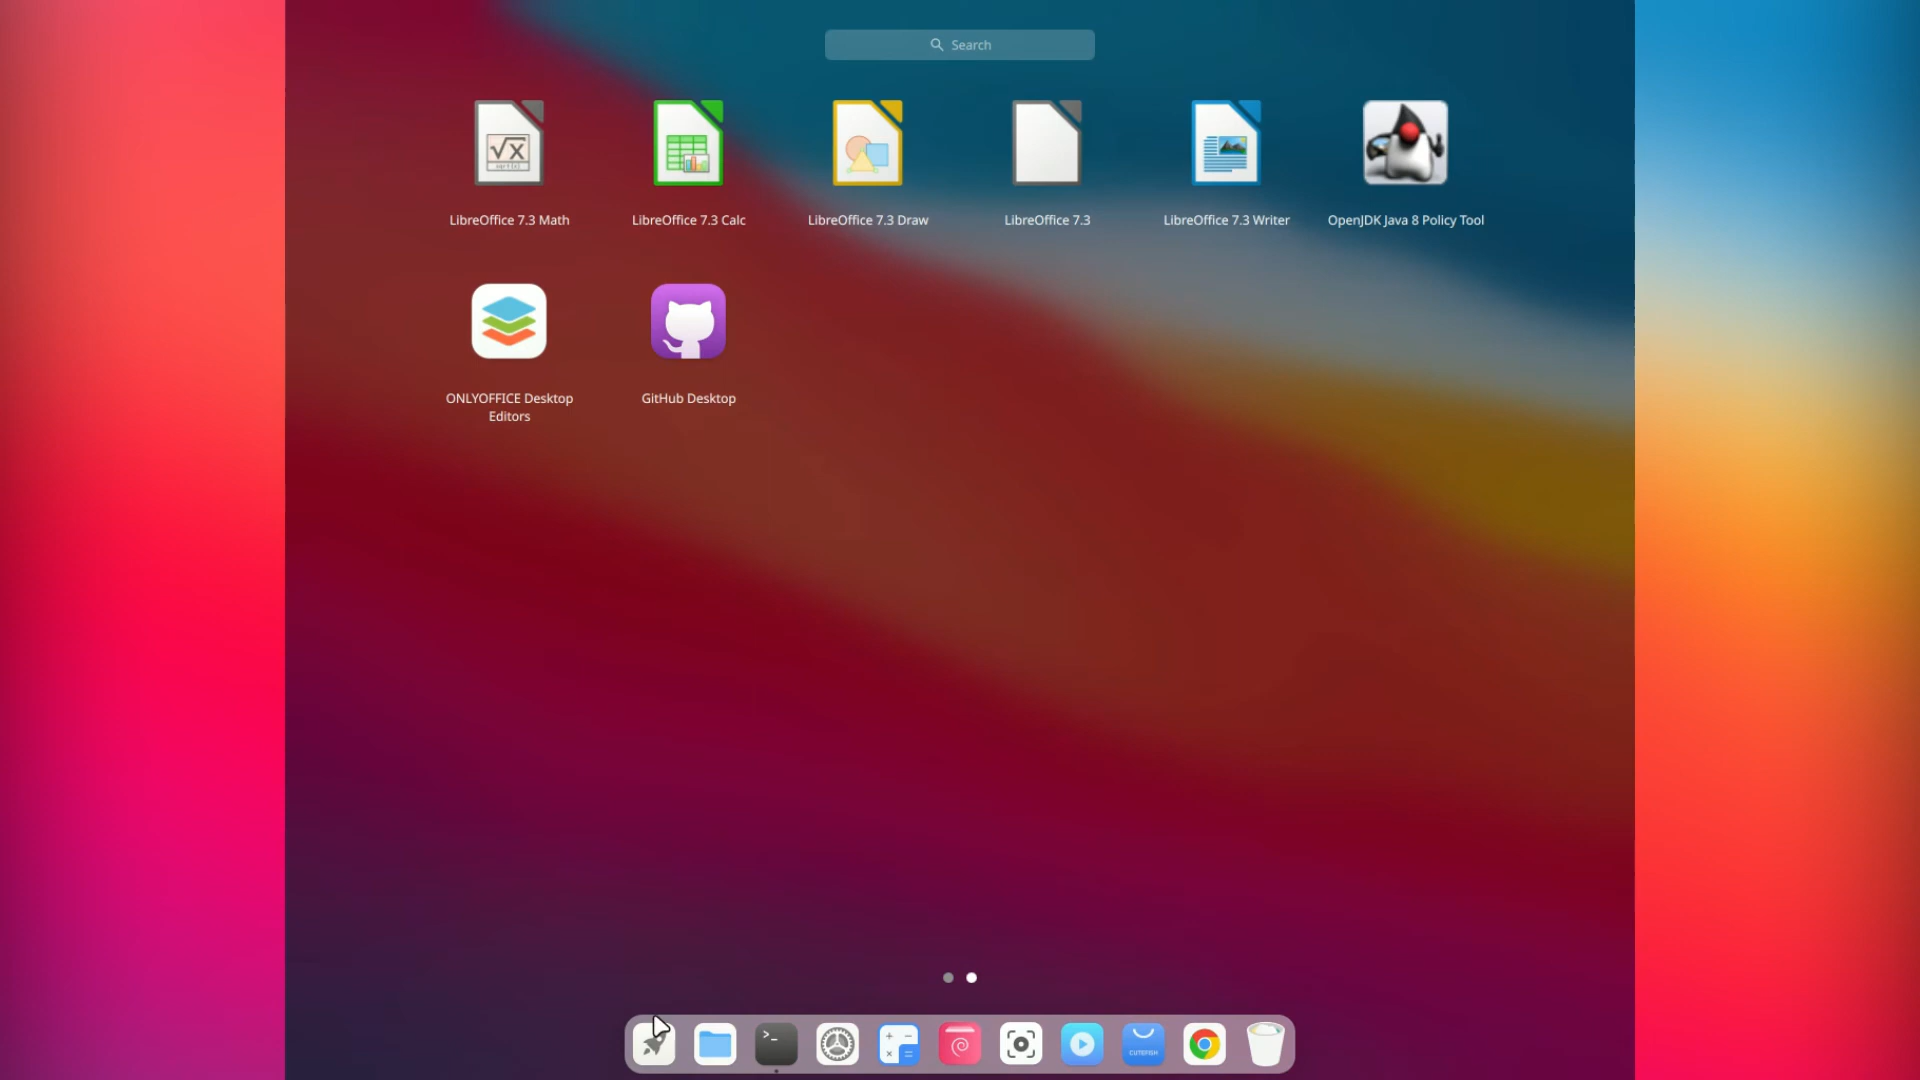 Search
LibreOffice 7.3 Math
LibreOffice 7.3 Calc
LibreOffice 7.3 Draw
LibreOffice 7.3
LibreOffice 7.3 Writer
OpenJDK Java 8 Policy Tool
ONLYOFFICE Desktop
Editors
GitHub Desktop
CUTEFISH